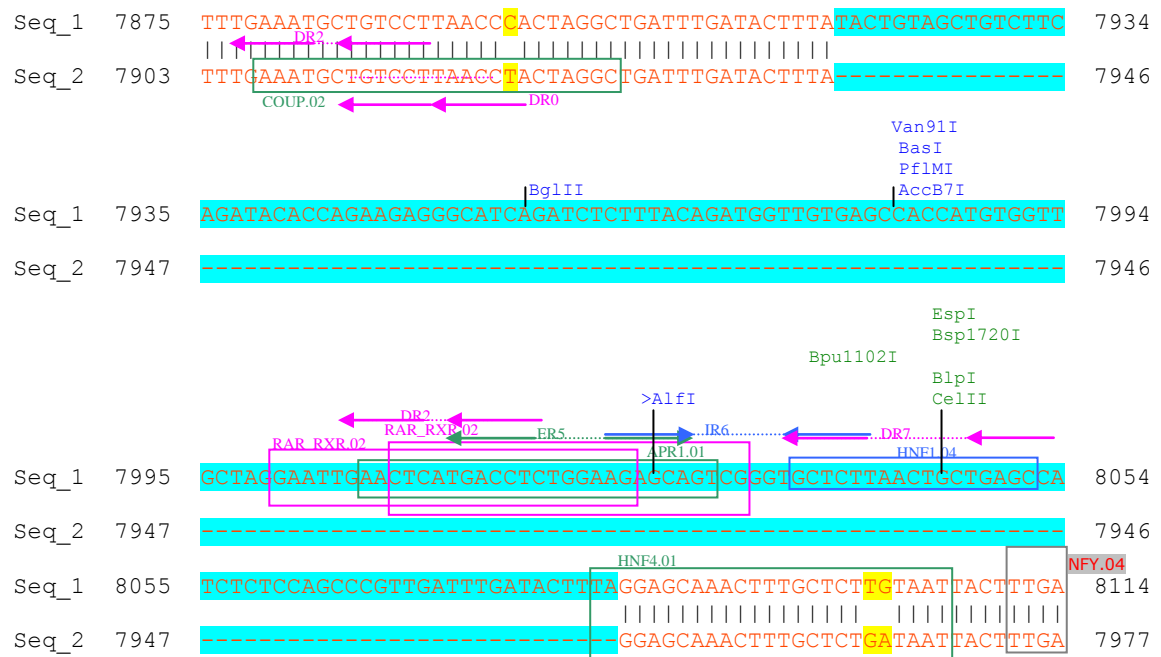 Seq_1 7875 TTTGAAATGCTGTCCTTAACCCACTAGGCTGATTTGATACTTTATACTGTAGCTGTCTTC 7934
DR2
Seq_2 7903 TTTGAAATGCTGTCCTTAACCTACTAGGCTGATTTGATACTTTA---------------- 7946
COUP.02 DR0
Van91I
BasI
PflMI
BglII AccB7I
Seq_1 7935 AGATACACCAGAAGAGGGCATCAGATCTCTTTACAGATGGTTGTGAGCCACCATGTGGTT 7994
Seq_2 7947 ------------------------------------------------------------ 7946
EspI
Bsp1720I
Bpu1102I
BlpI
>AlfI CelII
DR2
RAR_RXR.02 RAR_RXR.02 ER5 IR6 DR7
APR1.01 HNF1.04
Seq_1 7995 GCTAGGAATTGAACTCATGACCTCTGGAAGAGCAGTCGGGTGCTCTTAACTGCTGAGCCA 8054
Seq_2 7947 ------------------------------------------------------------ 7946
HNF4.01 NFY.04
Seq_1 8055 TCTCTCCAGCCCGTTGATTTGATACTTTAGGAGCAAACTTTGCTCTTGTAATTACTTTGA 8114
Seq_2 7947 -----------------------------GGAGCAAACTTTGCTCTGATAATTACTTTGA 7977